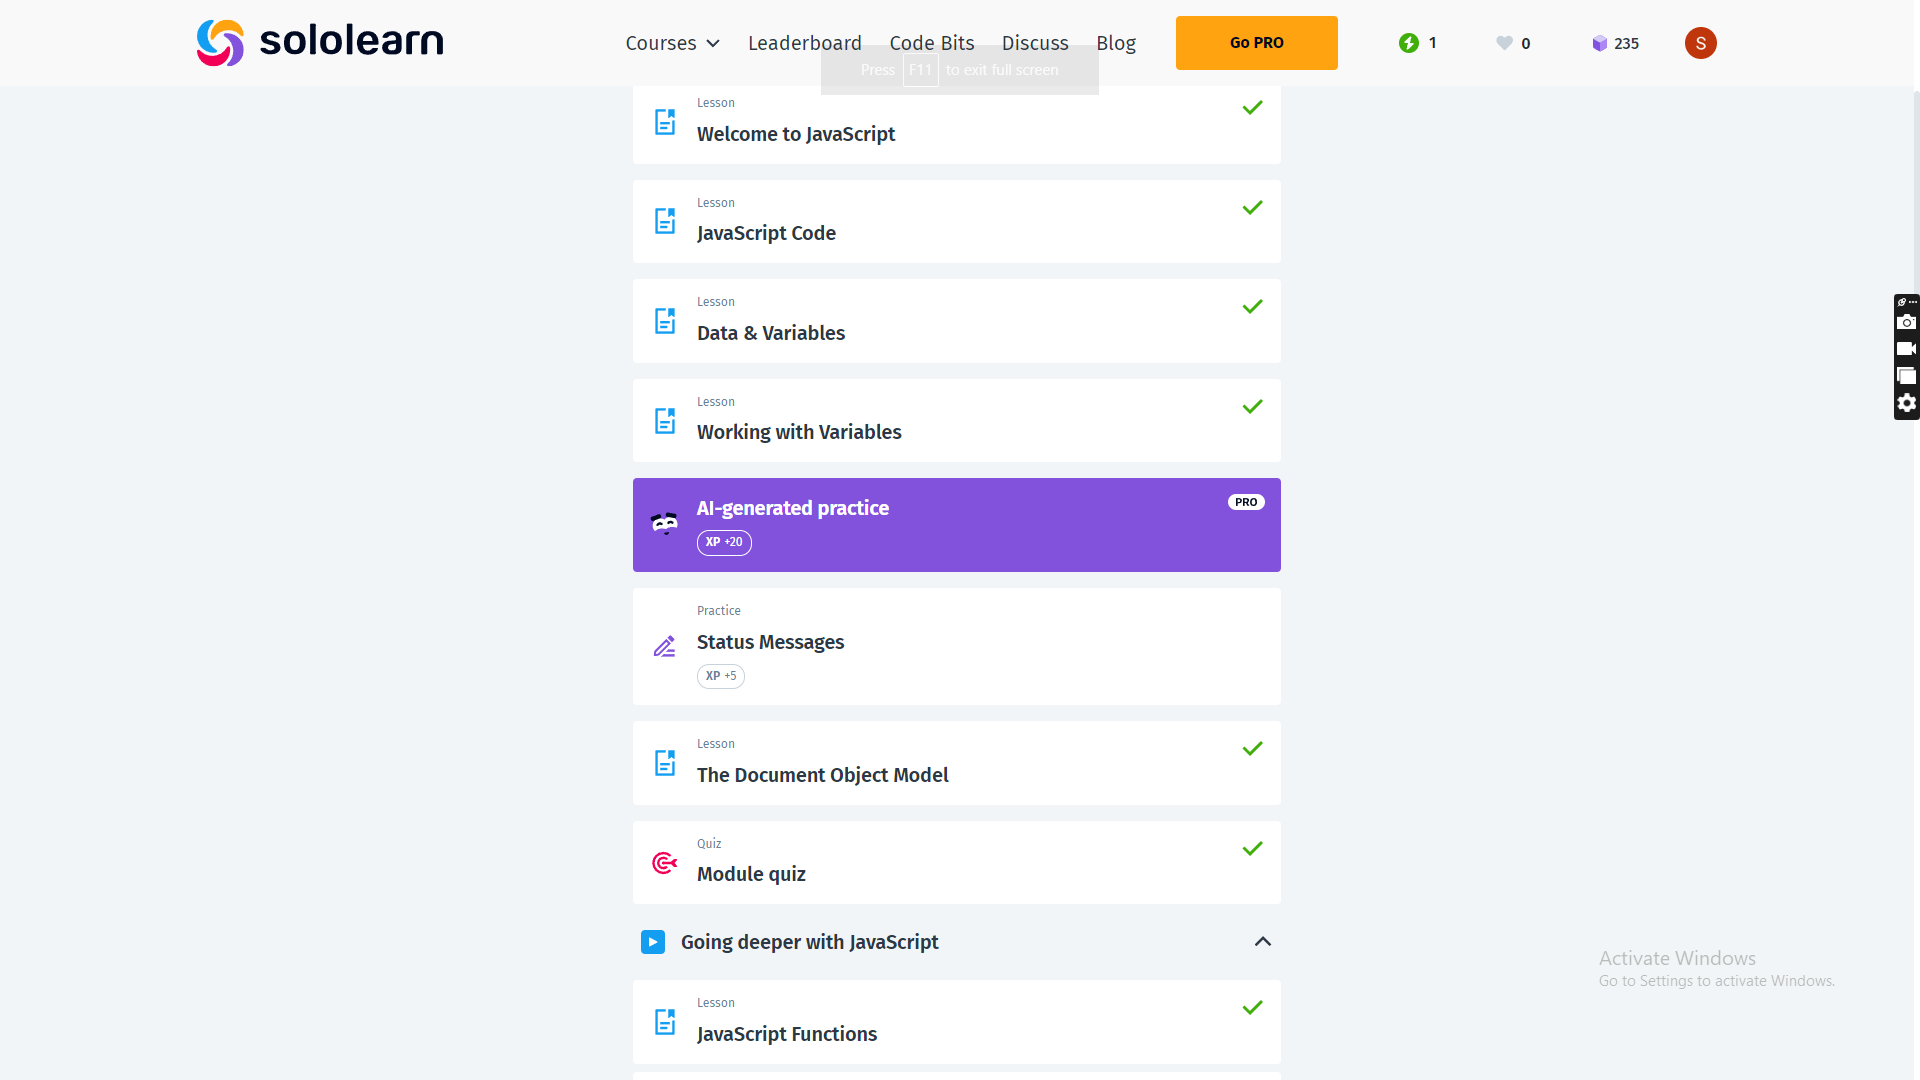 sololearn
Courses
Leaderboard
Code Bits
Discuss
Blog
Go PRO
1
0
235
S
Press F11 to exit full screen
Lesson
Welcome to JavaScript
Lesson
JavaScript Code
Lesson
Data & Variables
Lesson
Working with Variables
AI-generated practice
PRO
XP +20
Practice
Status Messages
XP +5
Lesson
The Document Object Model
Quiz
Module quiz
Going deeper with JavaScript
Lesson
JavaScript Functions
Activate Windows
Go to Settings to activate Windows.